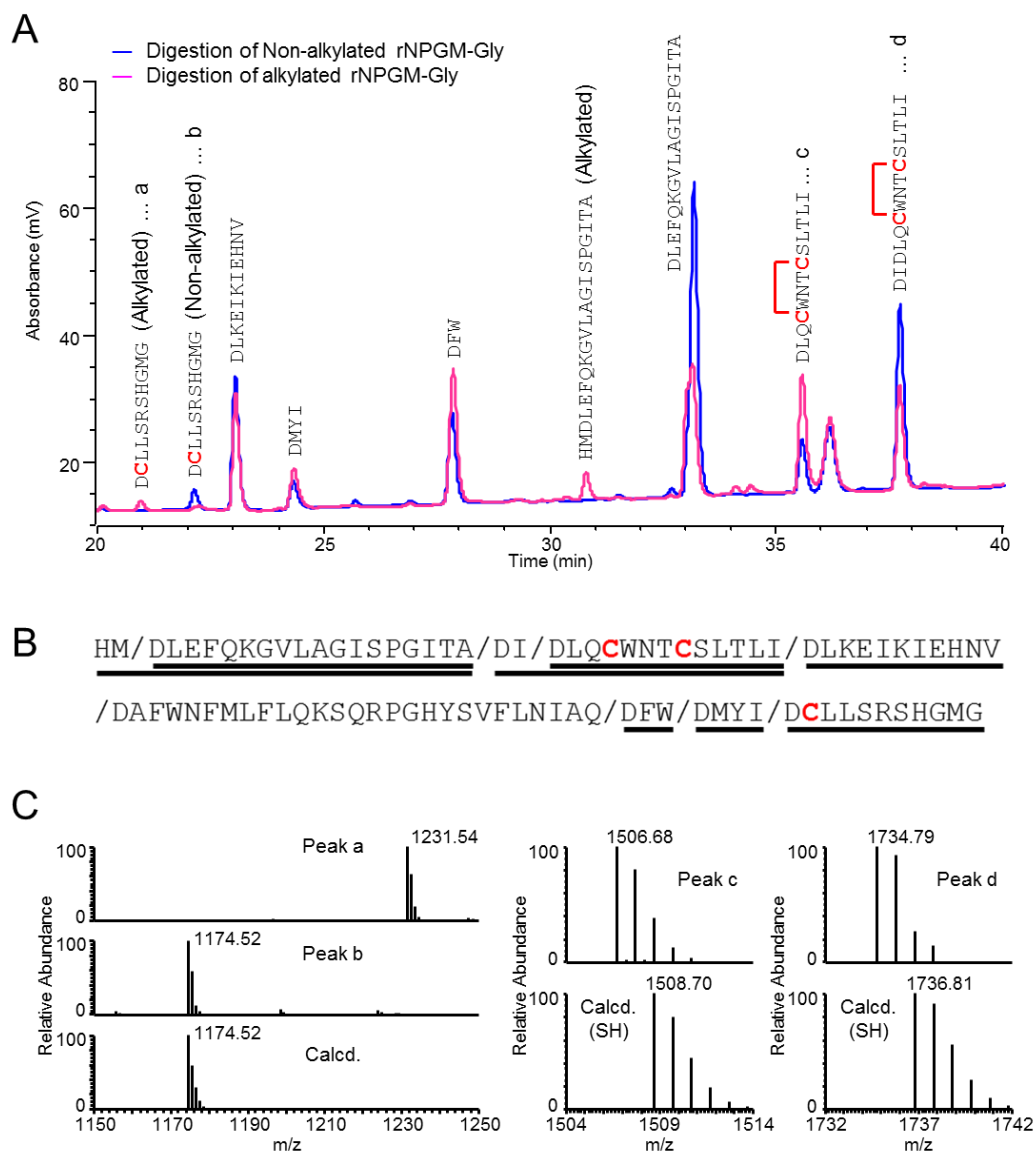 A
Digestion of Non-alkylated rNPGM-Gly
Digestion of alkylated rNPGM-Gly
80
60
40
20
Absorbance (mV)
DCLLSRSHGMG (Alkylated) ... a
DCLLSRSHGMG (Non-alkylated) ... b
DLKEIKIEHNV
DMYI
DFW
HMDLEFQKGVLAGISPGITA (Alkylated)
DLEFQKGVLAGISPGITA
DLQCWNTCSLTLI ... c
DIDLQCWNTCSLTLI ... d
20 25 30 35 40
Time (min)
B
HM/DLEFQKGVLAGISPGITA/DI/DLQCWNTCSLTLI/DLKEIKIEHNV
/DAFWNFMLFLQKSQRPGHYSVFLNIAQ/DFW/DMYI/DCLLSRSHGMG
C
Relative Abundance
100
0
1231.54
Peak a
100
0
1174.52
Peak b
100
0
1174.52
Calcd.
1150 1170 1190 1210 1230 1250
m/z
Relative Abundance
100
0
1506.68
Peak c
100
0
1508.70
Calcd.
(SH)
1504 1509 1514
m/z
Relative Abundance
100
0
1734.79
Peak d
100
0
1736.81
Calcd.
(SH)
1732 1737 1742
m/z